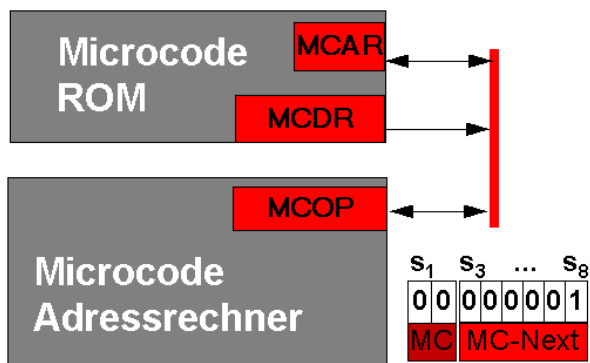 Microcode
ROM
MCAR
MCDR
MCOP
Microcode
Adressrechner
s1 s3 ... s8
0 0 0 0 0 0 0 1
MC MC-Next